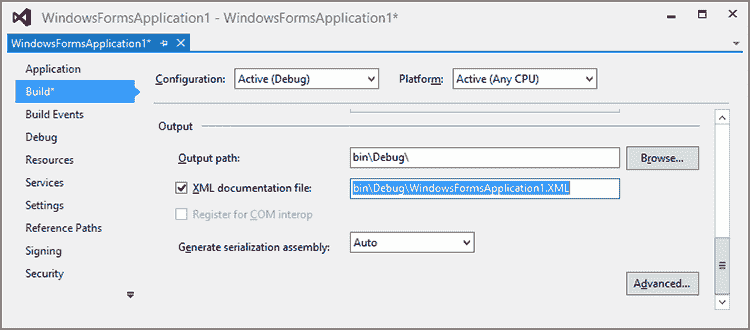 WindowsFormsApplication1 - WindowsFormsApplication1*
WindowsFormsApplication1*
Application
Build*
Build Events
Debug
Resources
Services
Settings
Reference Paths
Signing
Security
Configuration: Active (Debug) Platform: Active (Any CPU)
Output
Output path: bin\Debug\ Browse...
XML documentation file: bin\Debug\WindowsFormsApplication1.XML
Register for COM interop
Generate serialization assembly: Auto
Advanced...